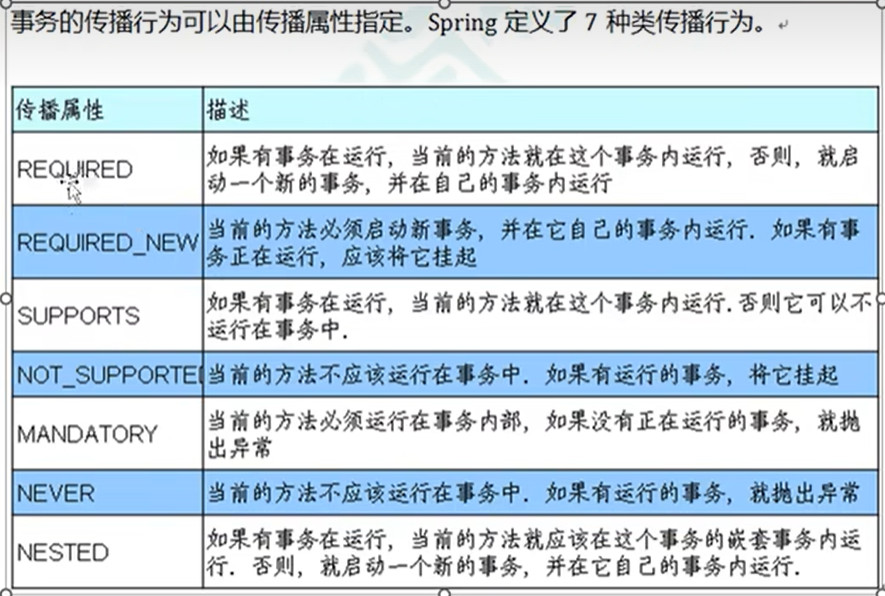 事务的传播行为可以由传播属性指定。Spring 定义了 7 种类传播行为。
传播属性 描述
REQUIRED
如果有事务在运行，当前的方法就在这个事务内运行，否则，就启
动一个新的事务，并在自己的事务内运行
REQUIRED_NEW
当前的方法必须启动新事务，并在它自己的事务内运行. 如果有事
务正在运行，应该将它挂起
SUPPORTS
如果有事务在运行，当前的方法就在这个事务内运行.否则它可以不
运行在事务中.
NOT_SUPPORTED 当前的方法不应该运行在事务中. 如果有运行的事务，将它挂起
MANDATORY
当前的方法必须运行在事务内部，如果没有正在运行的事务，就抛
出异常
NEVER 当前的方法不应该运行在事务中. 如果有运行的事务，就抛出异常
NESTED
如果有事务在运行，当前的方法就应该在这个事务的嵌套事务内运
行. 否则，就启动一个新的事务，并在它自己的事务内运行.